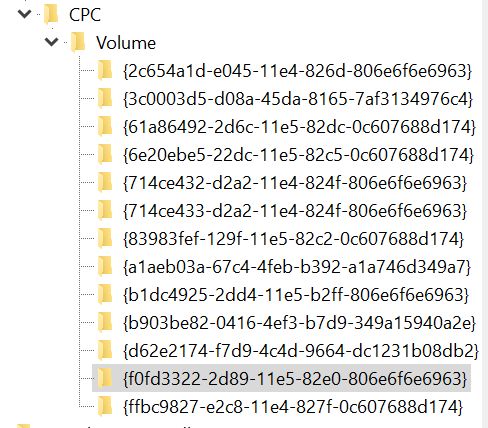 CPC
Volume
{2c654a1d-e045-11e4-826d-806e6f6e6963}
{3c0003d5-d08a-45da-8165-7af3134976c4}
{61a86492-2d6c-11e5-82dc-0c607688d174}
{6e20ebe5-22dc-11e5-82c5-0c607688d174}
{714ce432-d2a2-11e4-824f-806e6f6e6963}
{714ce433-d2a2-11e4-824f-806e6f6e6963}
{83983fef-129f-11e5-82c2-0c607688d174}
{a1aeb03a-67c4-4feb-b392-a1a746d349a7}
{b1dc4925-2dd4-11e5-b2ff-806e6f6e6963}
{b903be82-0416-4ef3-b7d9-349a15940a2e}
{d62e2174-f7d9-4c4d-9664-dc1231b08db2}
{f0fd3322-2d89-11e5-82e0-806e6f6e6963}
{ffbc9827-e2c8-11e4-827f-0c607688d174}